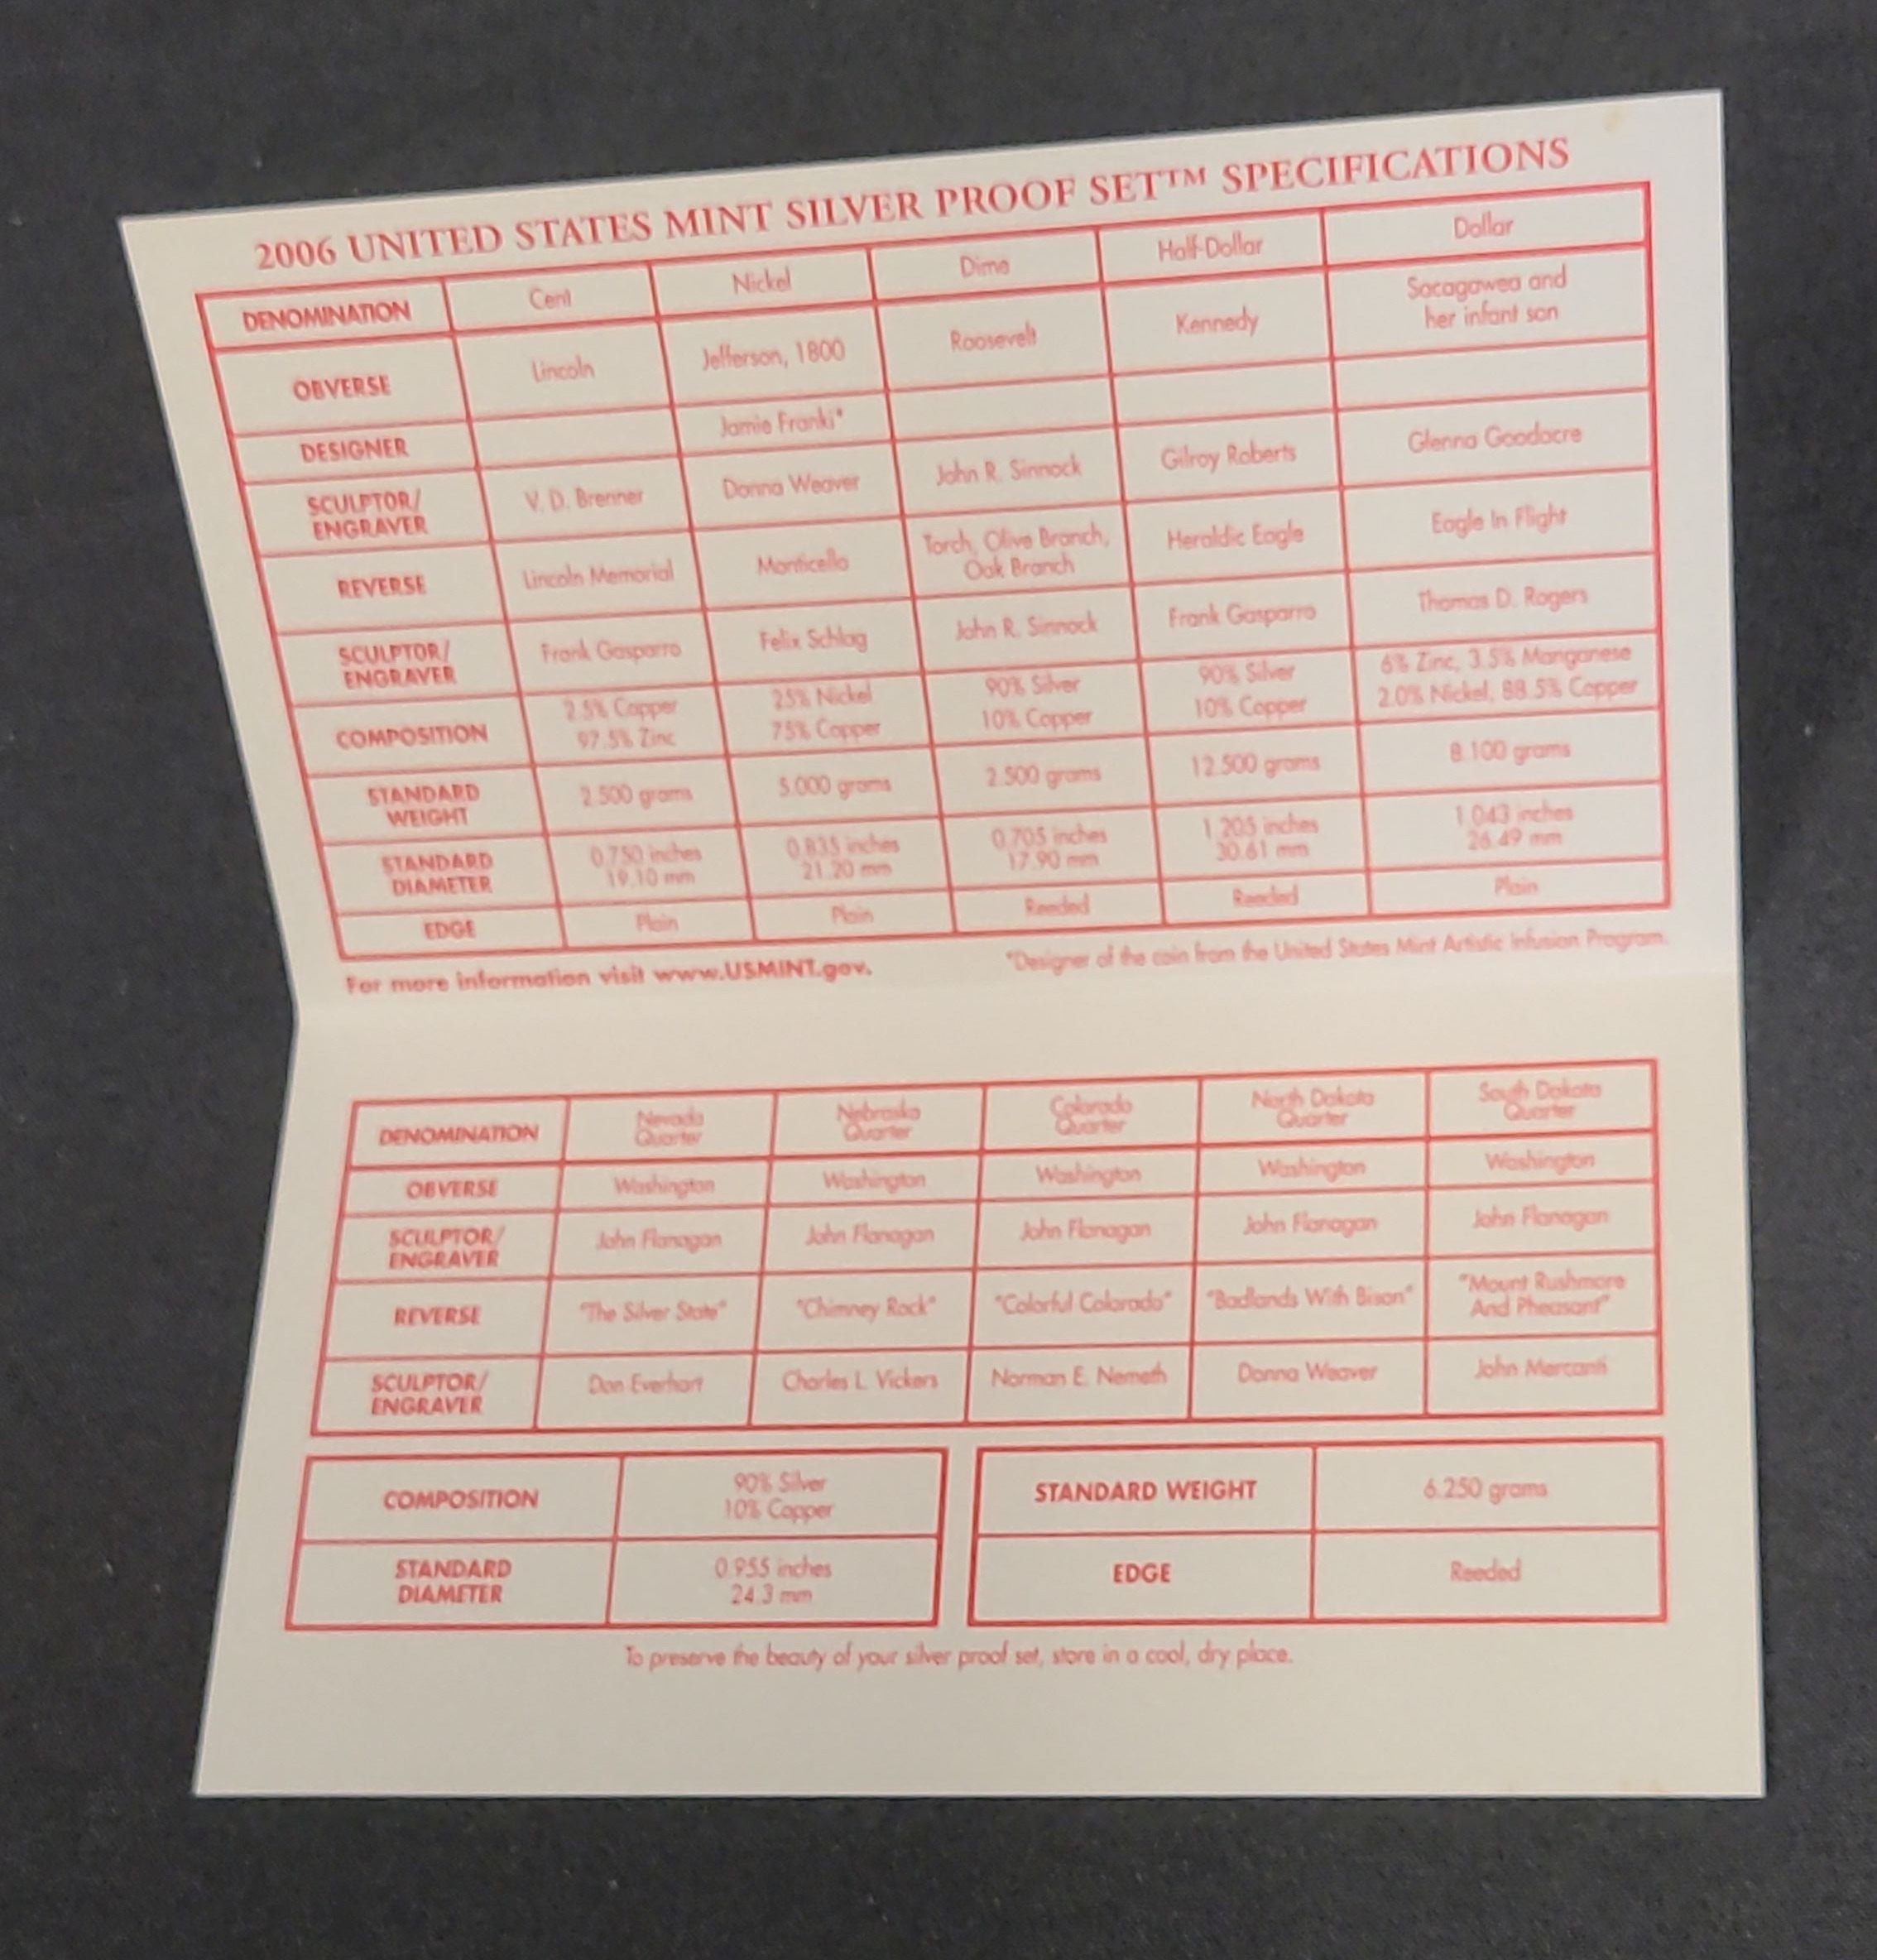 2006 UNITED STATES MINT SILVER PROOF SET™ SPECIFICATIONS
DENOMINATION Cent Nickel Dime Half-Dollar Dollar
OBVERSE Lincoln Jefferson, 1800 Roosevelt Kennedy Sacagawea and
her infant son
DESIGNER Jamie Franki*
SCULPTOR/
ENGRAVER V. D. Brenner Donna Weaver John R. Sinnock Gilroy Roberts Glenna Goodacre
REVERSE Lincoln Memorial Monticello Torch, Olive Branch,
Oak Branch Heraldic Eagle Eagle In Flight
SCULPTOR/
ENGRAVER Frank Gasparro Felix Schlag John R. Sinnock Frank Gasparro Thomas D. Rogers
COMPOSITION 2.5% Copper
97.5% Zinc 25% Nickel
75% Copper 90% Silver
10% Copper 90% Silver
10% Copper 6% Zinc, 3.5% Manganese
2.0% Nickel, 88.5% Copper
STANDARD
WEIGHT 2.500 grams 5.000 grams 2.500 grams 12.500 grams 8.100 grams
STANDARD
DIAMETER 0.750 inches
19.10 mm 0.835 inches
21.20 mm 0.705 inches
17.90 mm 1.205 inches
30.61 mm 1.043 inches
26.49 mm
EDGE Plain Plain Reeded Reeded Plain
For more information visit www.USMINT.gov. *Designer of the coin from the United States Mint Artistic Infusion Program.
DENOMINATION Nevada
Quarter Nebraska
Quarter Colorado
Quarter North Dakota
Quarter South Dakota
Quarter
OBVERSE Washington Washington Washington Washington Washington
SCULPTOR/
ENGRAVER John Flanagan John Flanagan John Flanagan John Flanagan John Flanagan
REVERSE "The Silver State" "Chimney Rock" "Colorful Colorado" "Badlands With Bison" "Mount Rushmore
And Pheasant"
SCULPTOR/
ENGRAVER Don Everhart Charles L. Vickers Norman E. Nemeth Donna Weaver John Mercanti
COMPOSITION 90% Silver
10% Copper
STANDARD WEIGHT 6.250 grams
STANDARD
DIAMETER 0.955 inches
24.3 mm
EDGE Reeded
To preserve the beauty of your silver proof set, store in a cool, dry place.